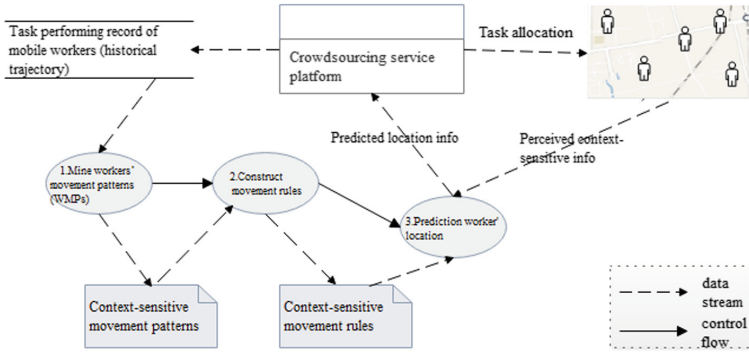 Task performing record of
mobile workers (historical
trajectory)
Crowdsourcing service
platform
Task allocation
Predicted location info
Perceived context-
sensitive info
1.Mine workers'
movement patterns
(WMPs)
2.Construct
movement rules
3.Prediction worker'
location
Context-sensitive
movement patterns
Context-sensitive
movement rules
data
stream
control
flow